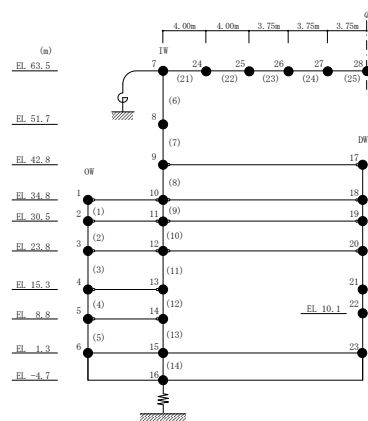 ℄
4.00m 4.00m 3.75m 3.75m 3.75m
(m) IW
EL 63.5 7 24 25 26 27 28
(21) (22) (23) (24) (25)
(6)
EL 51.7 8
(7) DW
EL 42.8 9 17
OW (8)
EL 34.8 1 10 18
(1) (9)
EL 30.5 2 11 19
(2) (10)
EL 23.8 3 12 20
(3) (11)
EL 15.3 4 13 21
(4) (12) EL 10.1 22
EL 8.8 5 14
(5) (13)
EL 1.3 6 15 23
(14)
EL -4.7 16